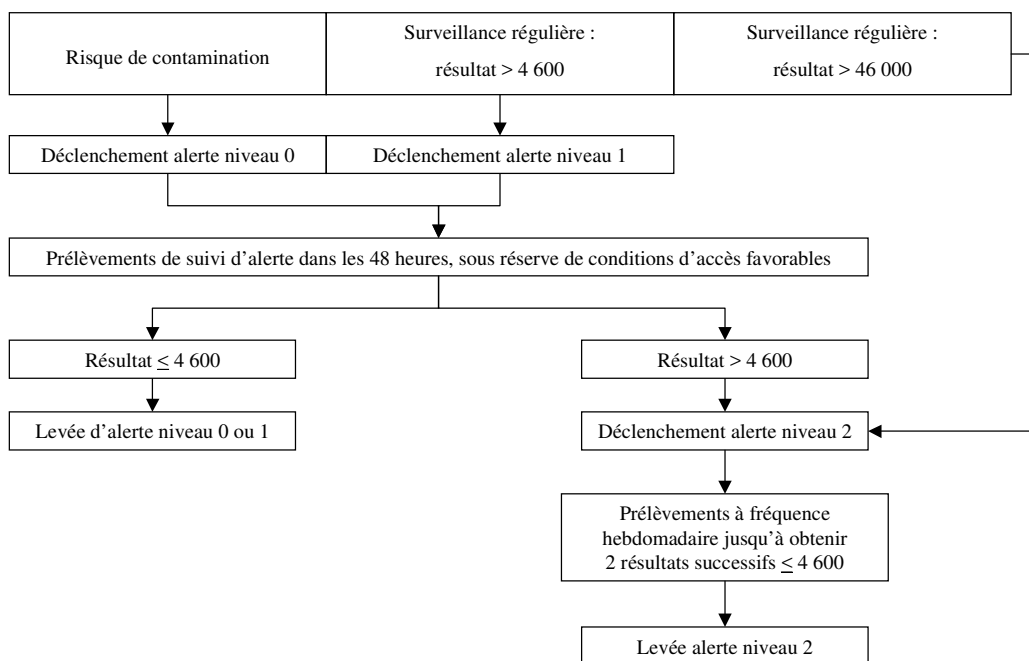 Risque de contamination
Surveillance régulière :
résultat > 4 600
Surveillance régulière :
résultat > 46 000
Déclenchement alerte niveau 0
Déclenchement alerte niveau 1
Prélèvements de suivi d’alerte dans les 48 heures, sous réserve de conditions d’accès favorables
Résultat ≤ 4 600
Résultat > 4 600
Levée d’alerte niveau 0 ou 1
Déclenchement alerte niveau 2
Prélèvements à fréquence
hebdomadaire jusqu’à obtenir
2 résultats successifs ≤ 4 600
Levée alerte niveau 2